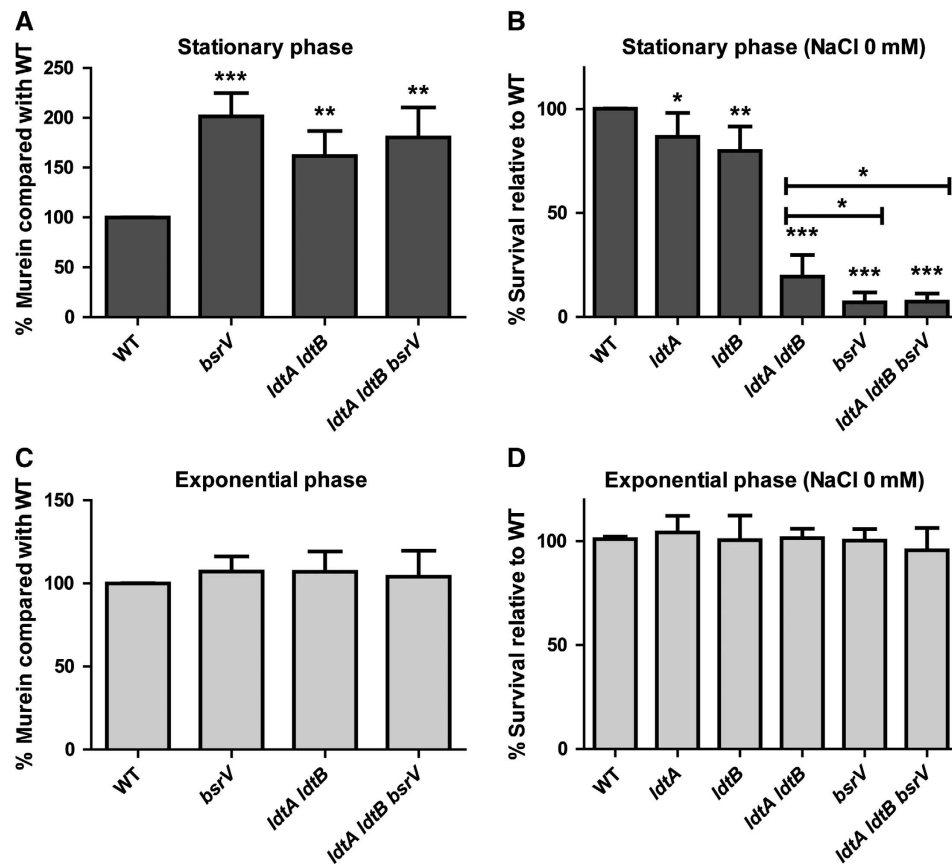 A
Stationary phase
% Murein compared with WT
250
200
150
100
50
0
***
**
**
WT
bsrV
ldtA ldtB
ldtA ldtB bsrV
B
Stationary phase (NaCl 0 mM)
% Survival relative to WT
100
50
0
*
**
*
*
***
***
***
WT
ldtA
ldtB
ldtA ldtB
bsrV
ldtA ldtB bsrV
C
Exponential phase
% Murein compared with WT
150
100
50
0
WT
bsrV
ldtA ldtB
ldtA ldtB bsrV
D
Exponential phase (NaCl 0 mM)
% Survival relative to WT
100
50
0
WT
ldtA
ldtB
ldtA ldtB
bsrV
ldtA ldtB bsrV